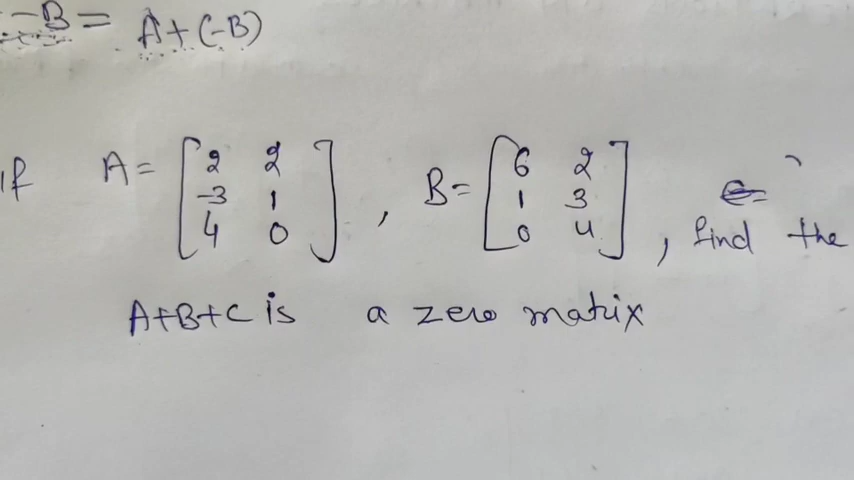 -B = A+(-B)
If A = [2 2
-3 1
4 0] , B = [6 2
1 3
0 4] , find the
A+B+C is a zero matrix